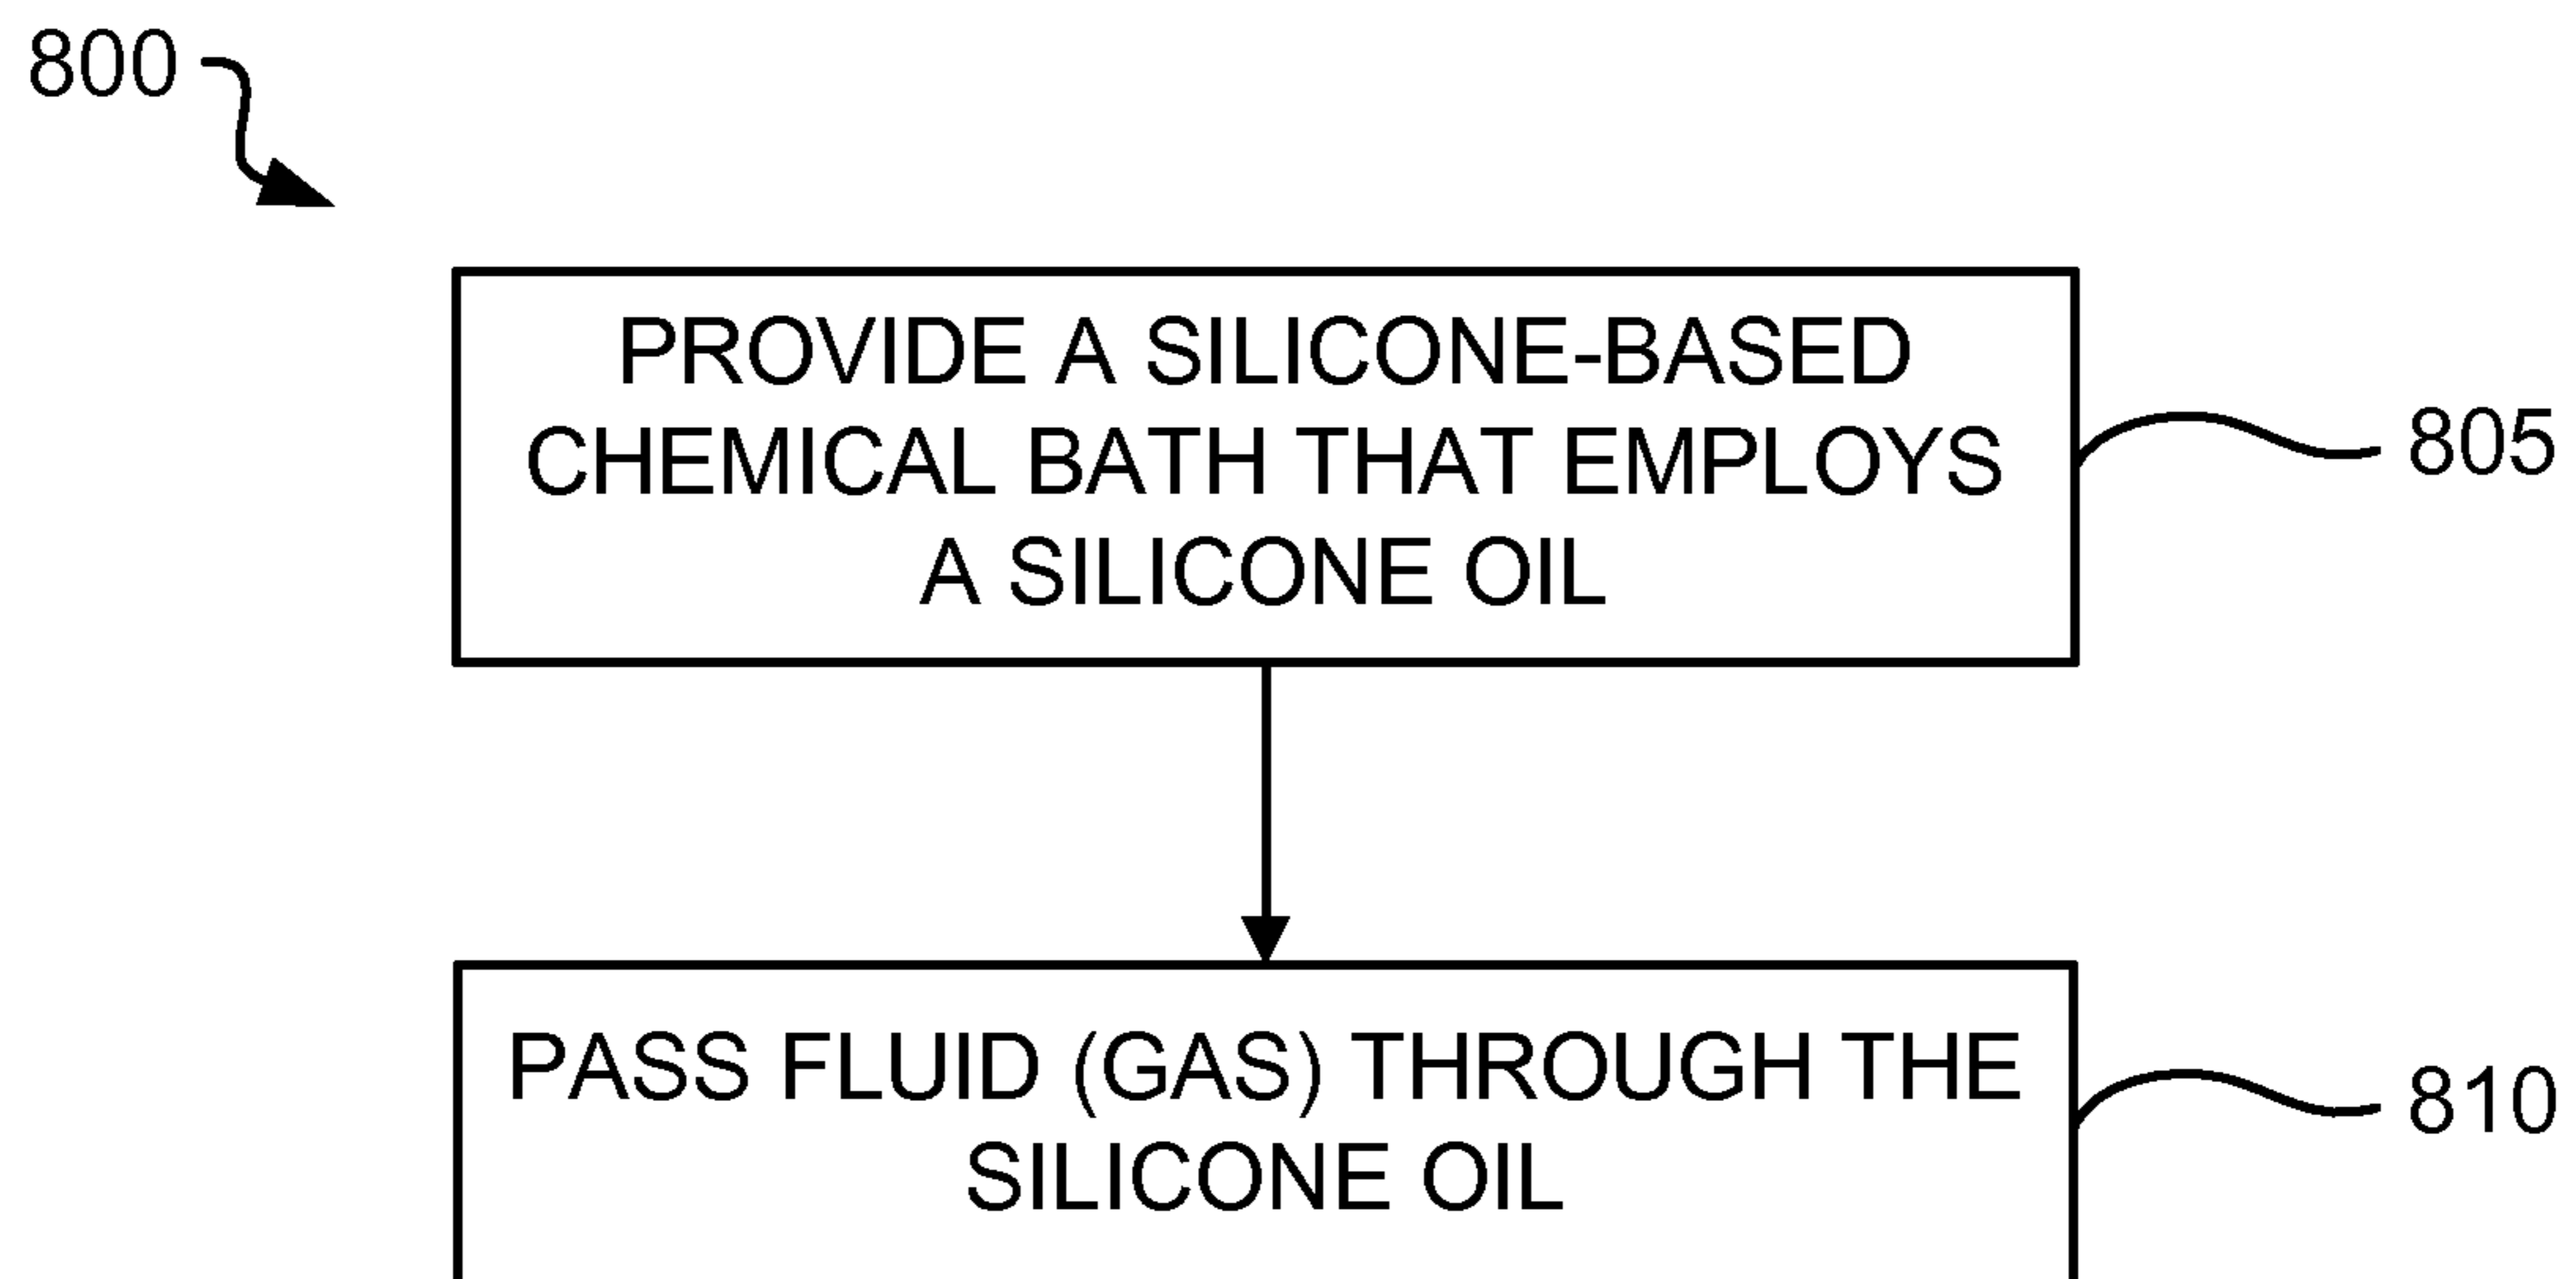 800
PROVIDE A SILICONE-BASED
CHEMICAL BATH THAT EMPLOYS
A SILICONE OIL
805
PASS FLUID (GAS) THROUGH THE
SILICONE OIL
810